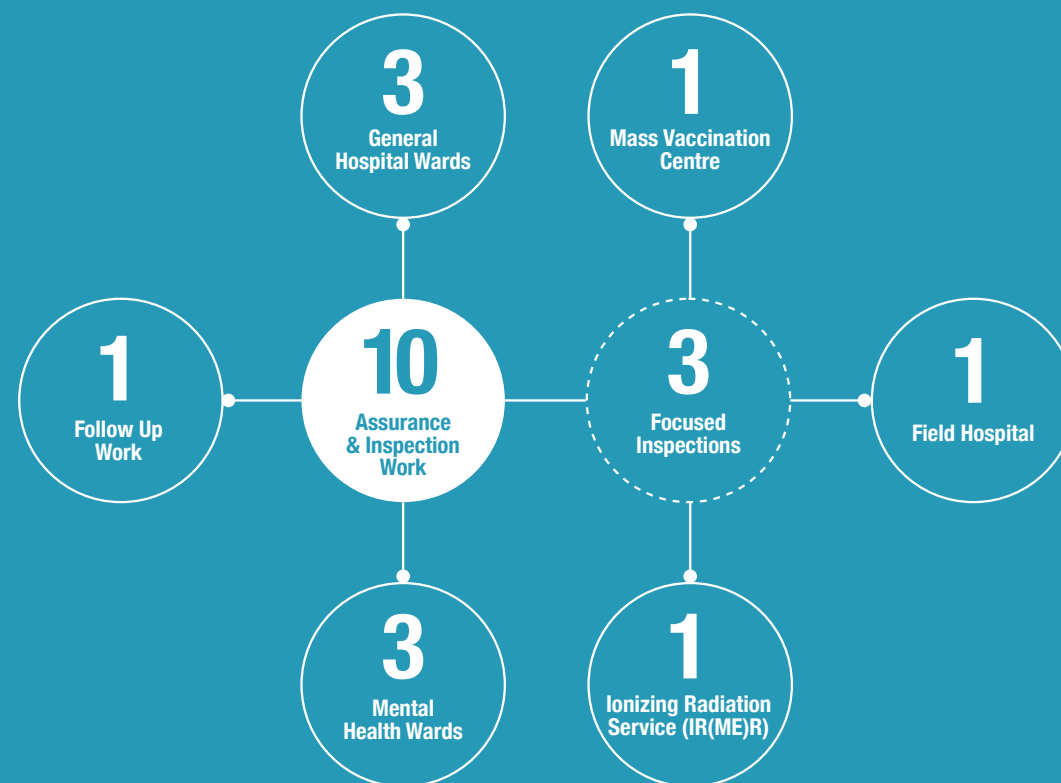 3
General
Hospital Wards
1
Mass Vaccination
Centre
1
Follow Up
Work
10
Assurance
& Inspection
Work
3
Focused
Inspections
1
Field Hospital
3
Mental
Health Wards
1
Ionizing Radiation
Service (IR(ME)R)